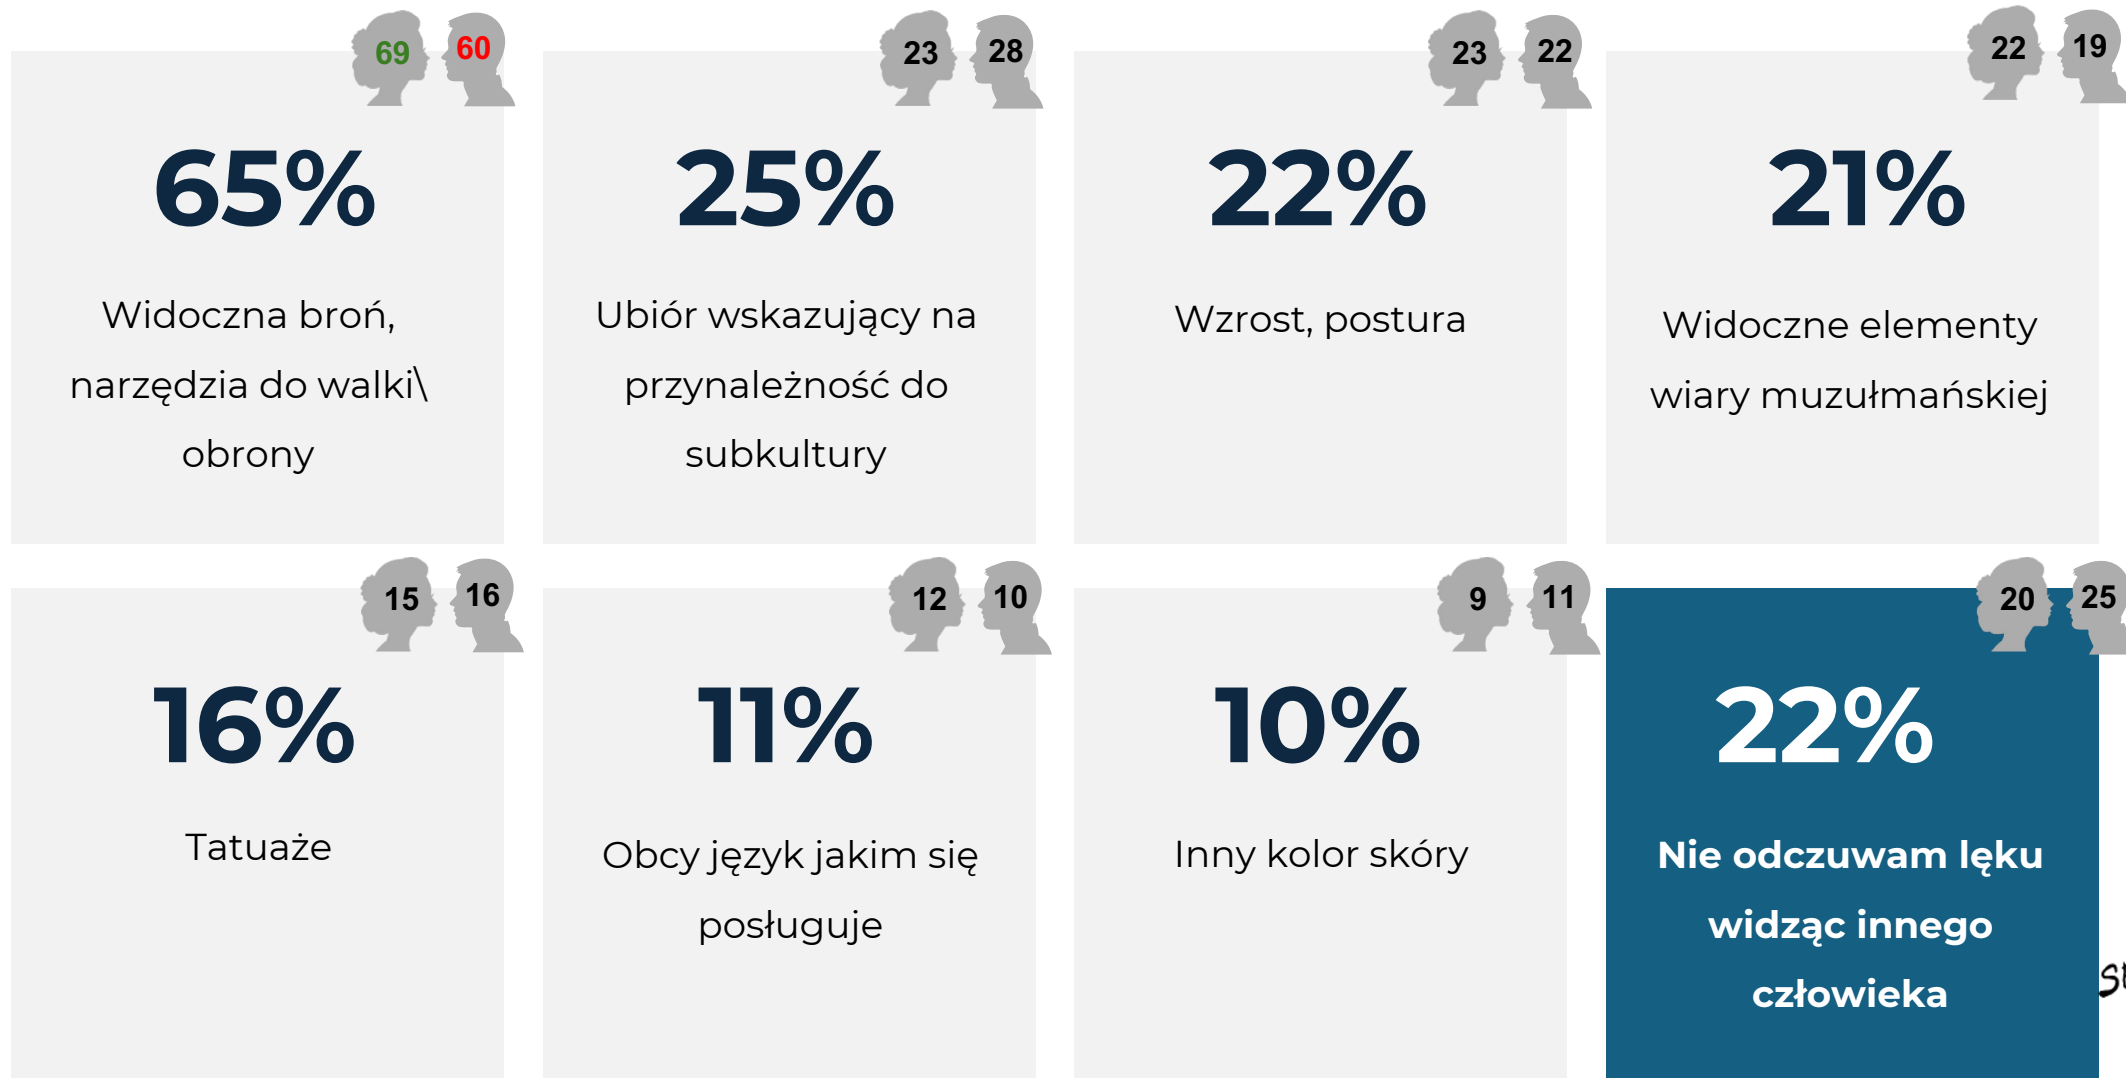 69 60
65%
Widoczna broń,
narzędzia do walki\
obrony
23 28
25%
Ubiór wskazujący na
przynależność do
subkultury
23 22
22%
Wzrost, postura
22 19
21%
Widoczne elementy
wiary muzułmańskiej
15 16
16%
Tatuaże
12 10
11%
Obcy język jakim się
posługuje
9 11
10%
Inny kolor skóry
20 25
22%
Nie odczuwam lęku
widząc innego
człowieka